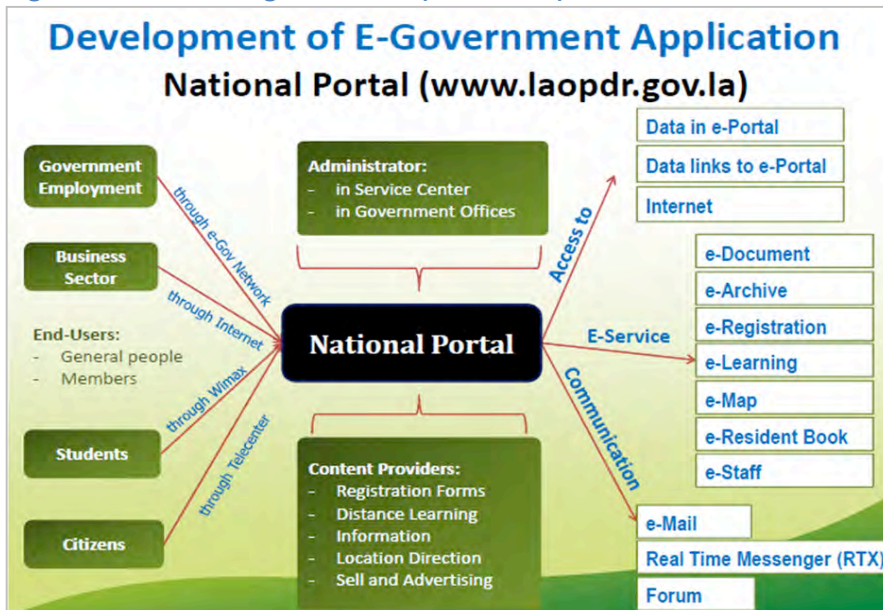 Development of E-Government Application
National Portal (www.laopdr.gov.la)
Government
Employment
Business
Sector
End-Users:
- General people
- Members
Students
Citizens
through e-Gov Network
through Internet
through Wimax
through Telecenter
Administrator:
- in Service Center
- in Government Offices
National Portal
Content Providers:
- Registration Forms
- Distance Learning
- Information
- Location Direction
- Sell and Advertising
Access to
E-Service
Communication
Data in e-Portal
Data links to e-Portal
Internet
e-Document
e-Archive
e-Registration
e-Learning
e-Map
e-Resident Book
e-Staff
e-Mail
Real Time Messenger (RTX)
Forum